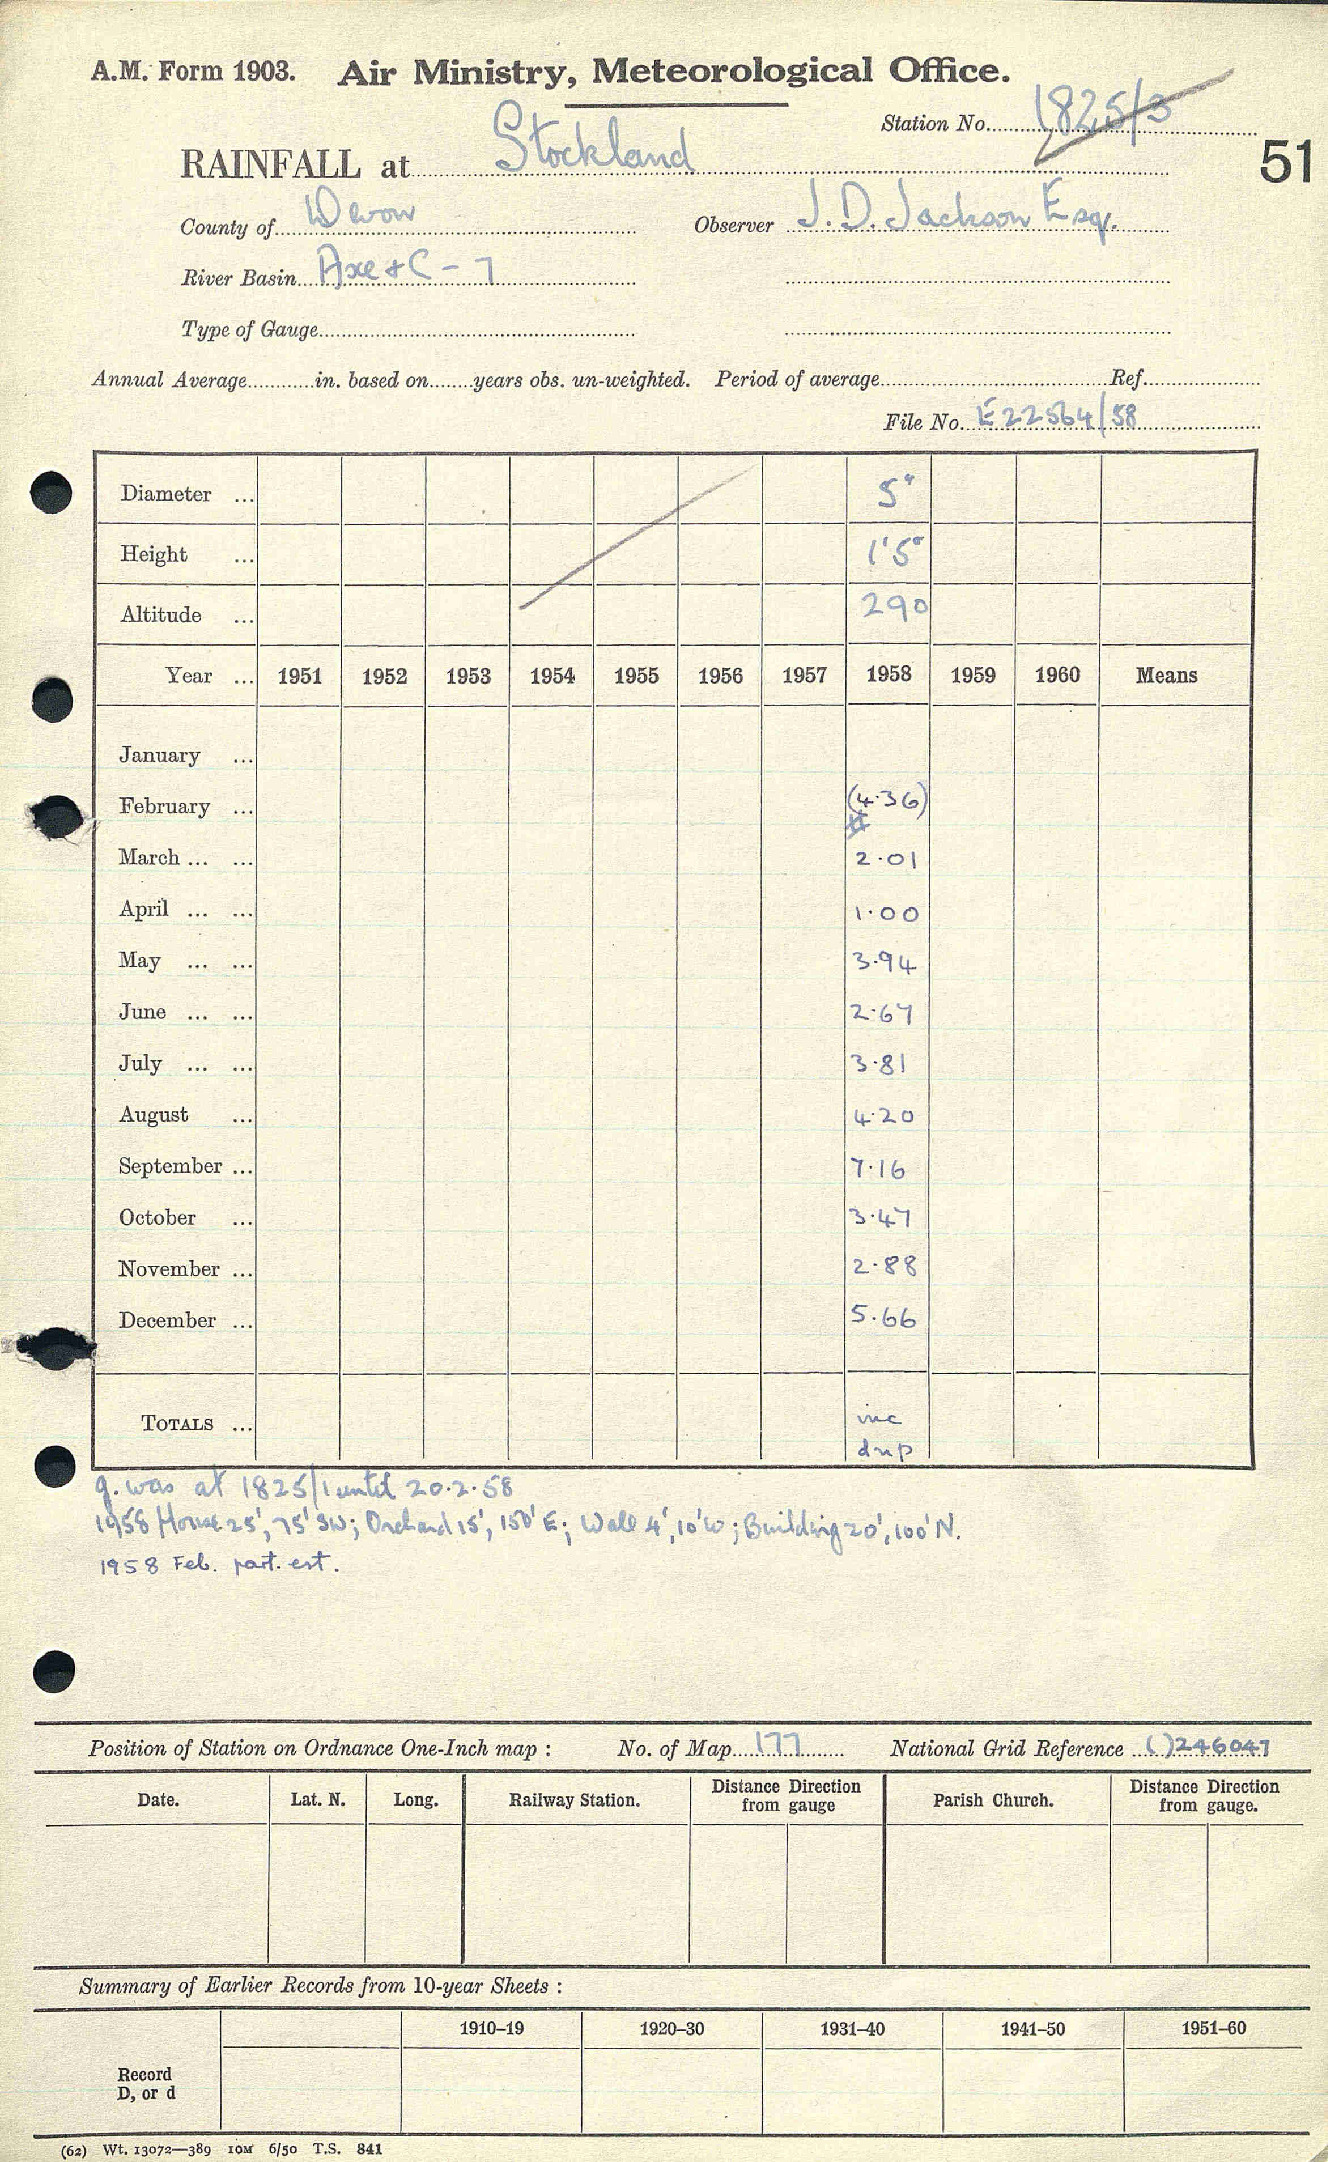 A.M. Form 1903. Air Ministry, Meteorological Office.
Station No. 1825/3
51
RAINFALL at Stockland
County of Devon Observer J. D. Jackson Esq.
River Basin Axe + C - 7
Type of Gauge
Annual Average in. based on years obs. un-weighted. Period of average Ref.
File No. E22564/58
Diameter ... 5"
Height ... 1'5"
Altitude ... 290
Year ... 1951 1952 1953 1954 1955 1956 1957 1958 1959 1960 Means
January ...
February ... (4.36)
March ... ... 2.01
April ... ... 1.00
May ... ... 3.94
June ... ... 2.67
July ... ... 3.81
August ... 4.20
September ... 7.16
October ... 3.47
November ... 2.88
December ... 5.66
TOTALS ... inc
dnp
g. was at 1825/1 until 20.2.58
1958 House 25', 75' SW; Orchard 15', 150' E; Wall 4', 10' W; Building 20', 100' N.
1958 Feb. part. est.
Position of Station on Ordnance One-Inch map : No. of Map 177 National Grid Reference ( )246047
Date. Lat. N. Long. Railway Station. Distance Direction from gauge Parish Church. Distance Direction from gauge.
Summary of Earlier Records from 10-year Sheets :
1910–19 1920–30 1931–40 1941–50 1951–60
Record
D, or d
(62) Wt. 13072—389 10M 6/50 T.S. 841